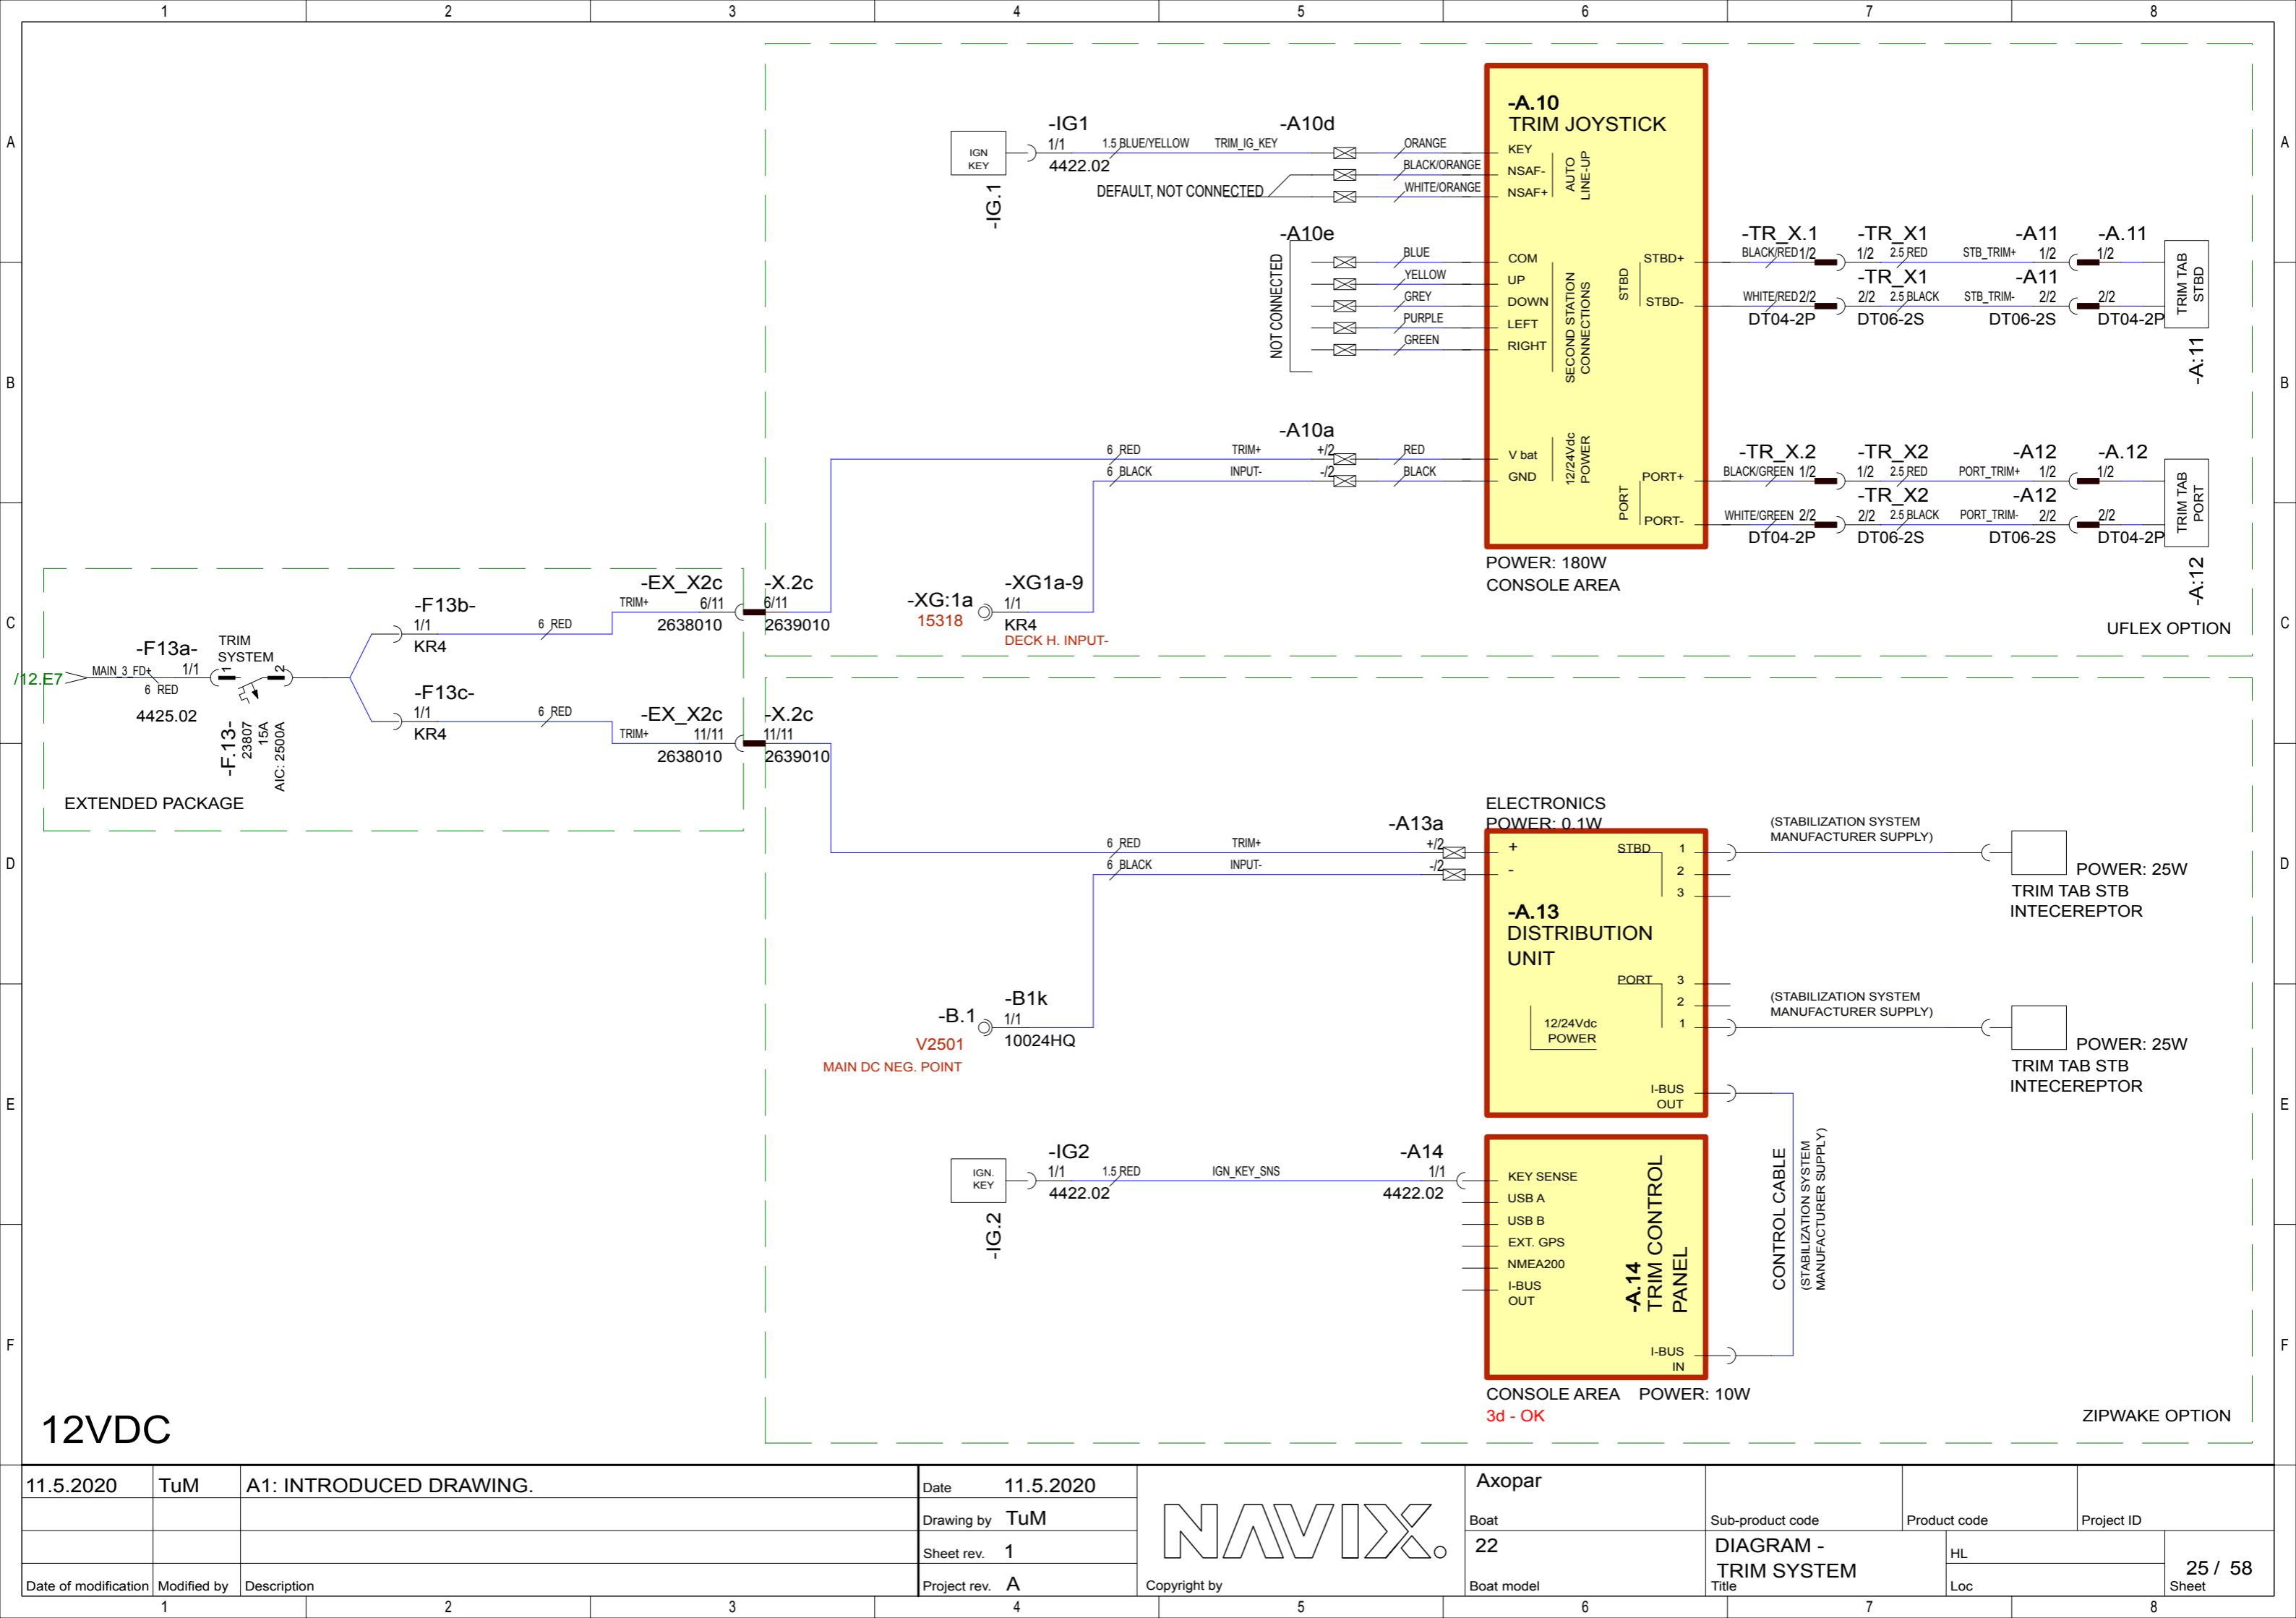 1 2 3 4 5 6 7 8
A
B
C
D
E
F
A
B
C
D
E
F
-A.10
TRIM JOYSTICK
KEY
NSAF-
NSAF+
AUTO
LINE-UP
COM
UP
DOWN
LEFT
RIGHT
SECOND STATION
CONNECTIONS
V bat
GND
12/24Vdc
POWER
STBD
STBD+
STBD-
PORT
PORT+
PORT-
POWER: 180W
CONSOLE AREA
IGN
KEY
-IG.1
-IG1
1/1
4422.02
1.5 BLUE/YELLOW
TRIM_IG_KEY
-A10d
ORANGE
BLACK/ORANGE
WHITE/ORANGE
DEFAULT, NOT CONNECTED
-A10e
NOT CONNECTED
BLUE
YELLOW
GREY
PURPLE
GREEN
-A10a
6 RED
TRIM+
+/2
RED
6 BLACK
INPUT-
-/2
BLACK
-TR_X.1
BLACK/RED 1/2
-TR_X1
1/2
2.5 RED
STB_TRIM+
-A11
1/2
-A.11
1/2
TRIM TAB
STBD
-A:11
WHITE/RED 2/2
-TR_X1
2/2
2.5 BLACK
STB_TRIM-
-A11
2/2
2/2
DT04-2P
DT06-2S
DT06-2S
DT04-2P
-TR_X.2
BLACK/GREEN 1/2
-TR_X2
1/2
2.5 RED
PORT_TRIM+
-A12
1/2
-A.12
1/2
TRIM TAB
PORT
-A:12
WHITE/GREEN 2/2
-TR_X2
2/2
2.5 BLACK
PORT_TRIM-
-A12
2/2
2/2
DT04-2P
DT06-2S
DT06-2S
DT04-2P
-XG:1a
15318
-XG1a-9
1/1
KR4
DECK H. INPUT-
UFLEX OPTION
/12.E7
MAIN_3_FD+
6 RED
-F13a-
1/1
4425.02
TRIM
SYSTEM
1
2
-F.13-
23807
15A
AIC: 2500A
-F13b-
1/1
KR4
6 RED
TRIM+
-EX_X2c
6/11
2638010
-X.2c
6/11
2639010
-F13c-
1/1
KR4
6 RED
TRIM+
-EX_X2c
11/11
2638010
-X.2c
11/11
2639010
EXTENDED PACKAGE
ELECTRONICS
POWER: 0.1W
-A13a
6 RED
TRIM+
+/2
6 BLACK
INPUT-
-/2
+
-
-A.13
DISTRIBUTION
UNIT
STBD
1
2
3
PORT
3
2
1
12/24Vdc
POWER
I-BUS
OUT
(STABILIZATION SYSTEM
MANUFACTURER SUPPLY)
POWER: 25W
TRIM TAB STB
INTECEREPTOR
(STABILIZATION SYSTEM
MANUFACTURER SUPPLY)
POWER: 25W
TRIM TAB STB
INTECEREPTOR
-B.1
V2501
MAIN DC NEG. POINT
-B1k
1/1
10024HQ
IGN.
KEY
-IG.2
-IG2
1/1
4422.02
1.5 RED
IGN_KEY_SNS
-A14
1/1
4422.02
KEY SENSE
USB A
USB B
EXT. GPS
NMEA200
I-BUS
OUT
-A.14
TRIM CONTROL
PANEL
I-BUS
IN
CONTROL CABLE
(STABILIZATION SYSTEM
MANUFACTURER SUPPLY)
CONSOLE AREA POWER: 10W
3d - OK
ZIPWAKE OPTION
12VDC
11.5.2020 TuM A1: INTRODUCED DRAWING.
Date of modification Modified by Description
Date 11.5.2020
Drawing by TuM
Sheet rev. 1
Project rev. A
NAVIX
Copyright by
Axopar
Boat
22
Boat model
Sub-product code
Product code
Project ID
DIAGRAM -
TRIM SYSTEM
Title
HL
Loc
25 / 58
Sheet
1 2 3 4 5 6 7 8